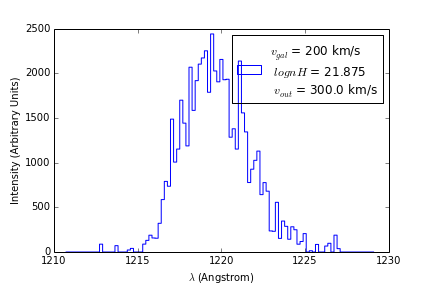 2500
2000
1500
1000
500
0
Intensity (Arbitrary Units)
v_gal = 200 km/s
lognH = 21.875
v_out = 300.0 km/s
1210 1215 1220 1225 1230
λ (Angstrom)